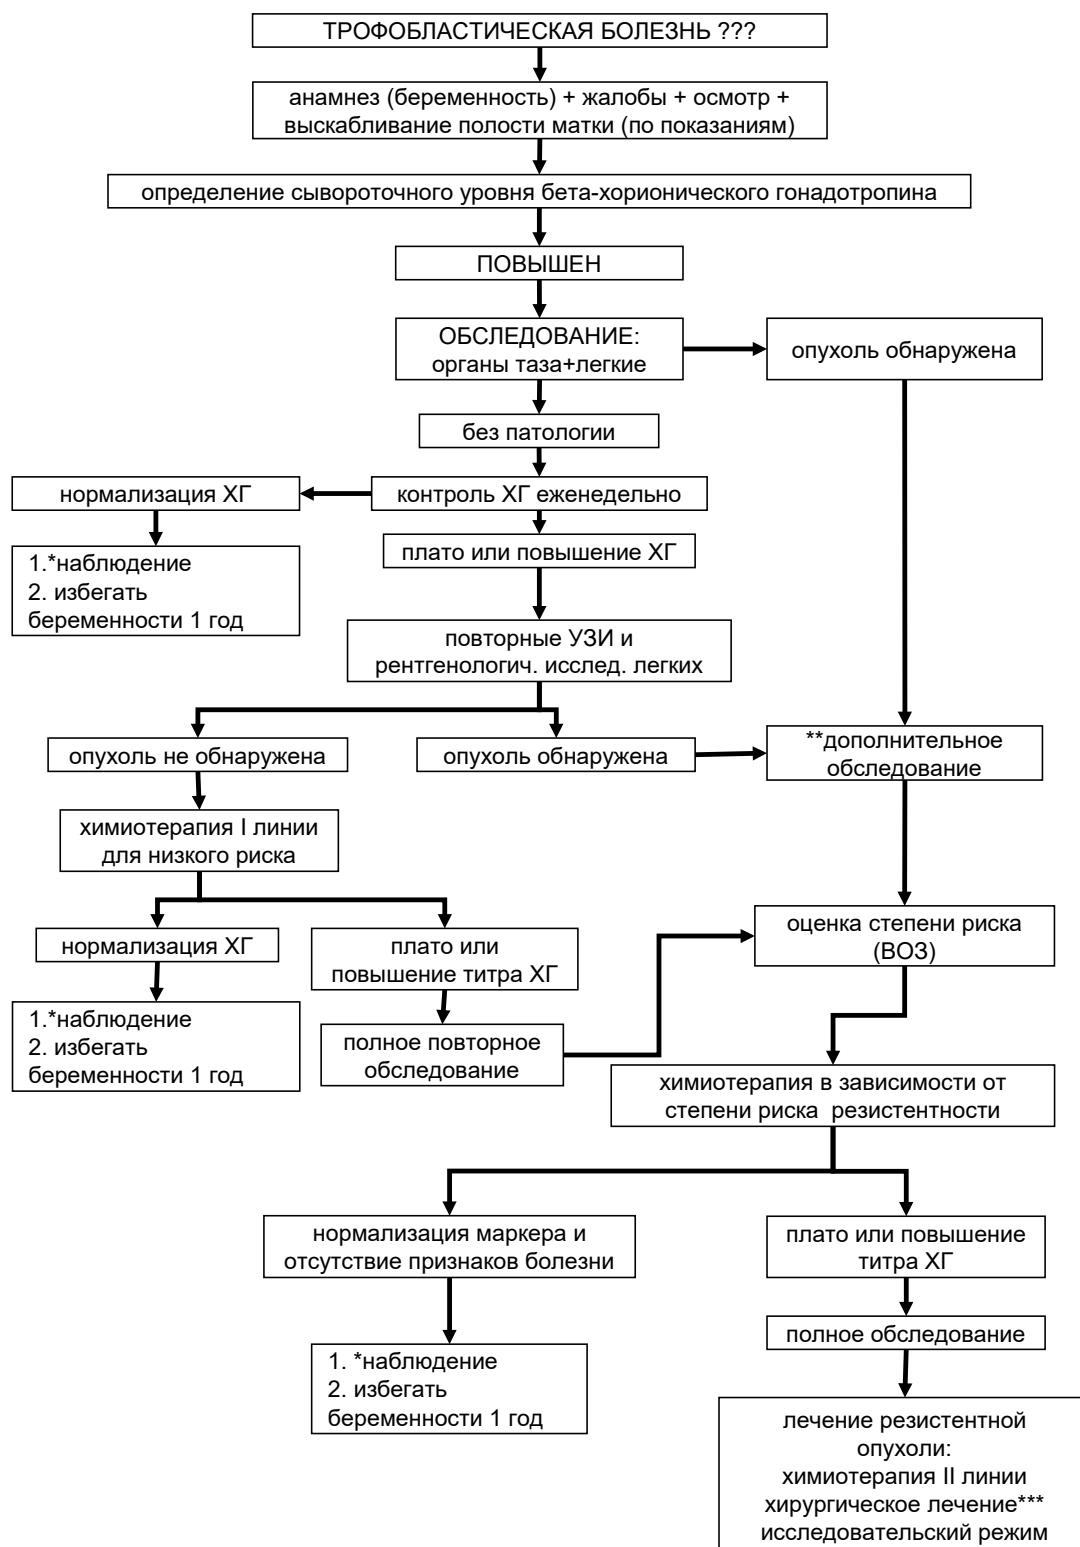 ТРОФОБЛАСТИЧЕСКАЯ БОЛЕЗНЬ ???
анамнез (беременность) + жалобы + осмотр +
выскабливание полости матки (по показаниям)
определение сывороточного уровня бета-хорионического гонадотропина
ПОВЫШЕН
ОБСЛЕДОВАНИЕ:
органы таза+легкие
опухоль обнаружена
без патологии
нормализация ХГ
контроль ХГ еженедельно
1.*наблюдение
2. избегать
беременности 1 год
плато или повышение ХГ
повторные УЗИ и
рентгенологич. исслед. легких
опухоль не обнаружена
опухоль обнаружена
**дополнительное
обследование
химиотерапия I линии
для низкого риска
нормализация ХГ
плато или
повышение титра ХГ
оценка степени риска
(ВОЗ)
1.*наблюдение
2. избегать
беременности 1 год
полное повторное
обследование
химиотерапия в зависимости от
степени риска резистентности
нормализация маркера и
отсутствие признаков болезни
плато или повышение
титра ХГ
полное обследование
1. *наблюдение
2. избегать
беременности 1 год
лечение резистентной
опухоли:
химиотерапия II линии
хирургическое лечение***
исследовательский режим